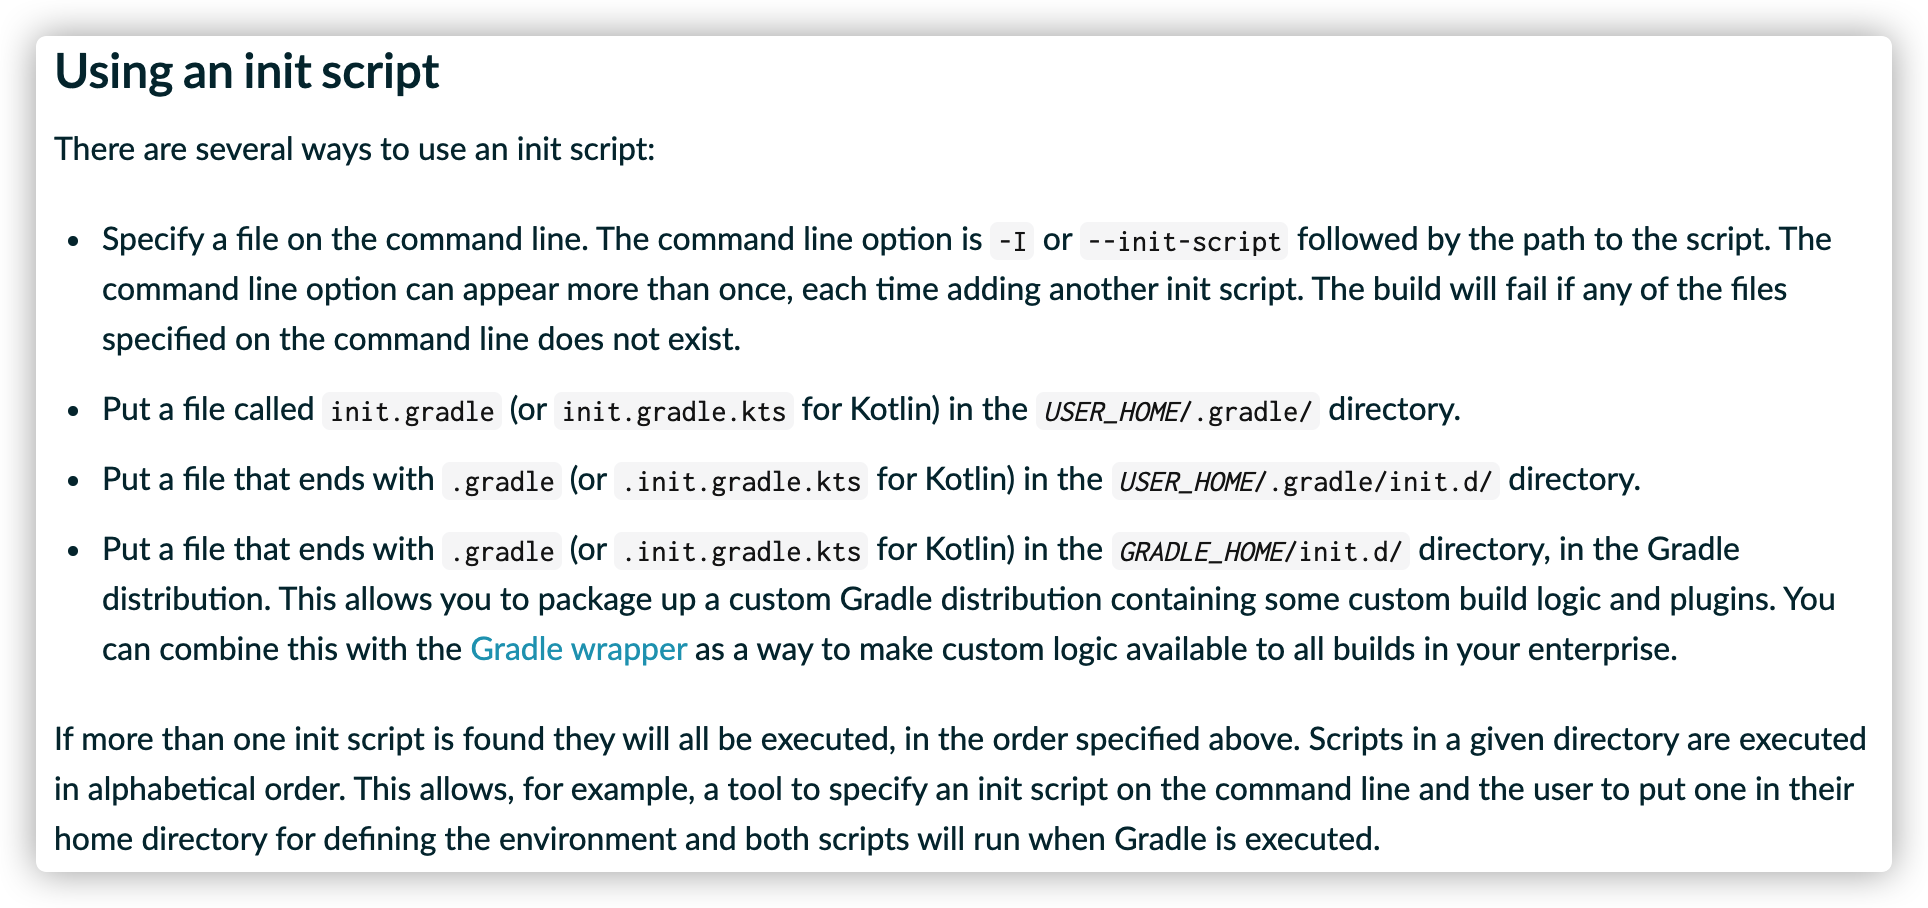 Using an init script
There are several ways to use an init script:
• Specify a file on the command line. The command line option is -I or --init-script followed by the path to the script. The
command line option can appear more than once, each time adding another init script. The build will fail if any of the files
specified on the command line does not exist.
• Put a file called init.gradle (or init.gradle.kts for Kotlin) in the USER_HOME/.gradle/ directory.
• Put a file that ends with .gradle (or .init.gradle.kts for Kotlin) in the USER_HOME/.gradle/init.d/ directory.
• Put a file that ends with .gradle (or .init.gradle.kts for Kotlin) in the GRADLE_HOME/init.d/ directory, in the Gradle
distribution. This allows you to package up a custom Gradle distribution containing some custom build logic and plugins. You
can combine this with the Gradle wrapper as a way to make custom logic available to all builds in your enterprise.
If more than one init script is found they will all be executed, in the order specified above. Scripts in a given directory are executed
in alphabetical order. This allows, for example, a tool to specify an init script on the command line and the user to put one in their
home directory for defining the environment and both scripts will run when Gradle is executed.